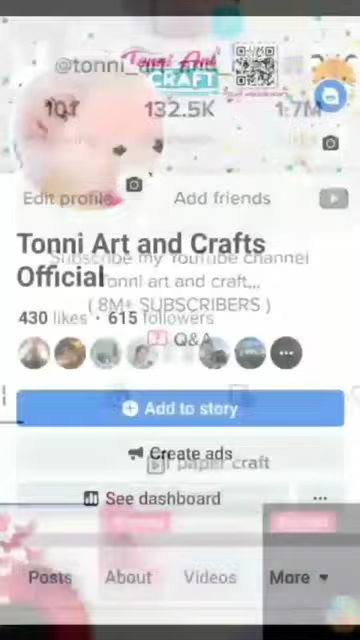 Tonni Art
CRAFT
101 132.5K 1.7M
Edit profile Add friends
Tonni Art and Crafts
Official
Subscribe my YouTube channel
Tonni art and craft,,,
( 8M+ SUBSCRIBERS )
430 likes • 615 followers
Q&A
Add to story
Create ads
paper craft
See dashboard
Posts About Videos More